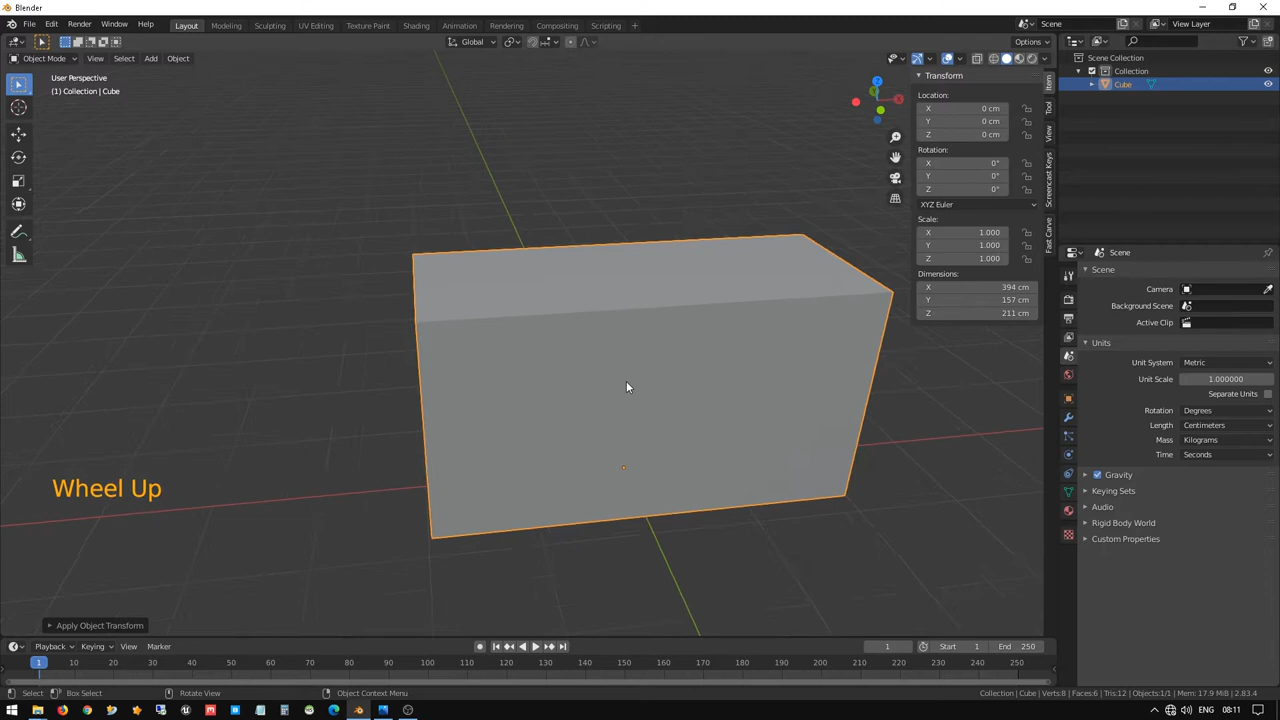 Blender
File Edit Render Window Help
Layout Modeling Sculpting UV Editing Texture Paint Shading Animation Rendering Compositing Scripting +
Scene
View Layer
Global
Options
Object Mode View Select Add Object
User Perspective
(1) Collection | Cube
Transform
Location:
X 0 cm
Y 0 cm
Z 0 cm
Rotation:
X 0°
Y 0°
Z 0°
XYZ Euler
Scale:
X 1.000
Y 1.000
Z 1.000
Dimensions:
X 394 cm
Y 157 cm
Z 211 cm
Item
Tool
View
Screencast Keys
Fast Carve
Z
Wheel Up
Apply Object Transform
Scene Collection
Collection
Cube
Scene
Scene
Camera
Background Scene
Active Clip
Units
Unit System Metric
Unit Scale 1.000000
Separate Units
Rotation Degrees
Length Centimeters
Mass Kilograms
Time Seconds
Gravity
Keying Sets
Audio
Rigid Body World
Custom Properties
Playback Keying View Marker
1 Start 1 End 250
1 10 20 30 40 50 60 70 80 90 100 110 120 130 140 150 160 170 180 190 200 210 220 230 240 250
Select Box Select Rotate View Object Context Menu
Collection | Cube | Verts:8 | Faces:6 | Tris:12 | Objects:1/1 | Mem: 17.9 MiB | 2.83.4
ENG 08:11